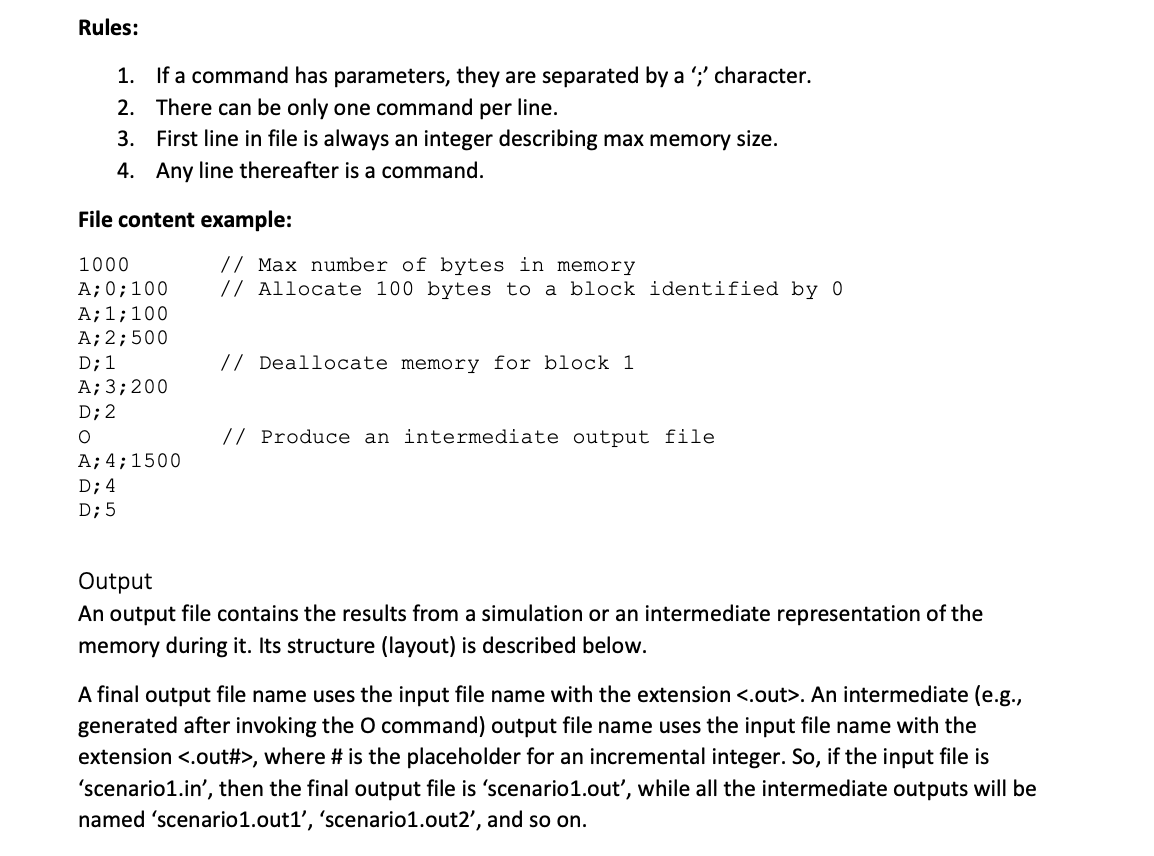 Rules:
1. If a command has parameters, they are separated by a ‘;’ character.
2. There can be only one command per line.
3. First line in file is always an integer describing max memory size.
4. Any line thereafter is a command.
File content example:
1000 // Max number of bytes in memory
A;0;100 // Allocate 100 bytes to a block identified by 0
A;1;100
A;2;500
D;1 // Deallocate memory for block 1
A;3;200
D;2
O // Produce an intermediate output file
A;4;1500
D;4
D;5
Output
An output file contains the results from a simulation or an intermediate representation of the
memory during it. Its structure (layout) is described below.
A final output file name uses the input file name with the extension <.out>. An intermediate (e.g.,
generated after invoking the O command) output file name uses the input file name with the
extension <.out#>, where # is the placeholder for an incremental integer. So, if the input file is
‘scenario1.in’, then the final output file is ‘scenario1.out’, while all the intermediate outputs will be
named ‘scenario1.out1’, ‘scenario1.out2’, and so on.